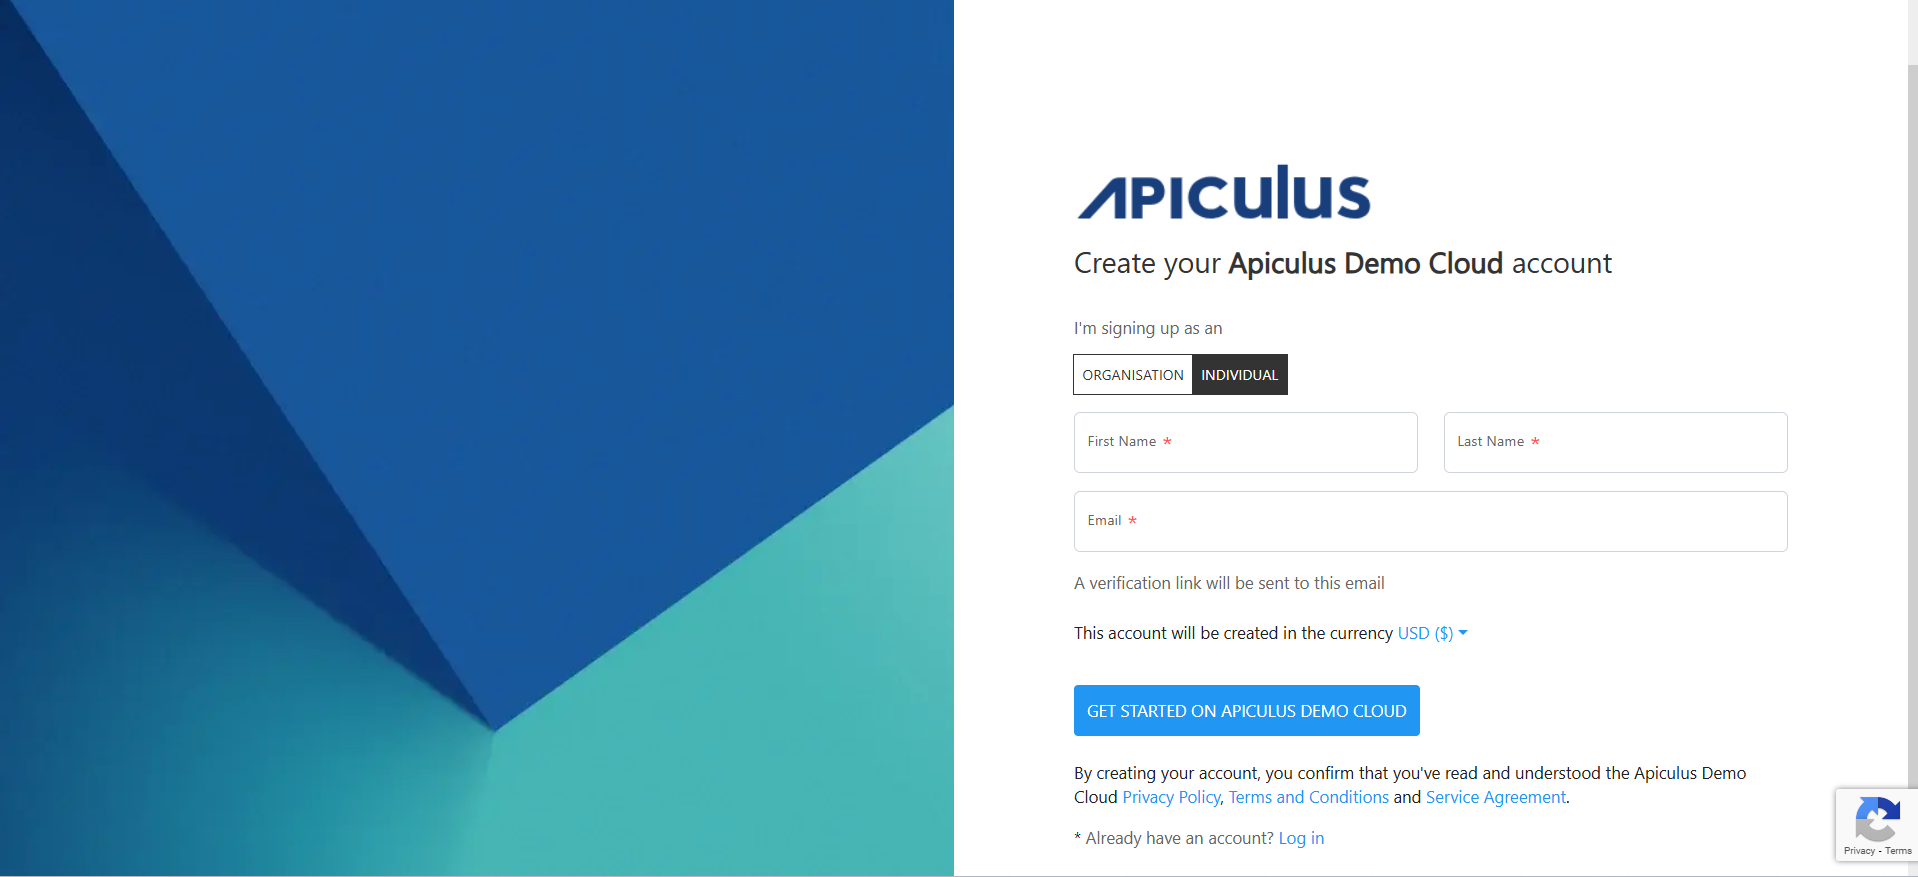 APICULUS
Create your Apiculus Demo Cloud account
I'm signing up as an
ORGANISATION INDIVIDUAL
First Name * Last Name *
Email *
A verification link will be sent to this email
This account will be created in the currency USD ($)
GET STARTED ON APICULUS DEMO CLOUD
By creating your account, you confirm that you've read and understood the Apiculus Demo
Cloud Privacy Policy, Terms and Conditions and Service Agreement.
* Already have an account? Log in
Privacy - Terms